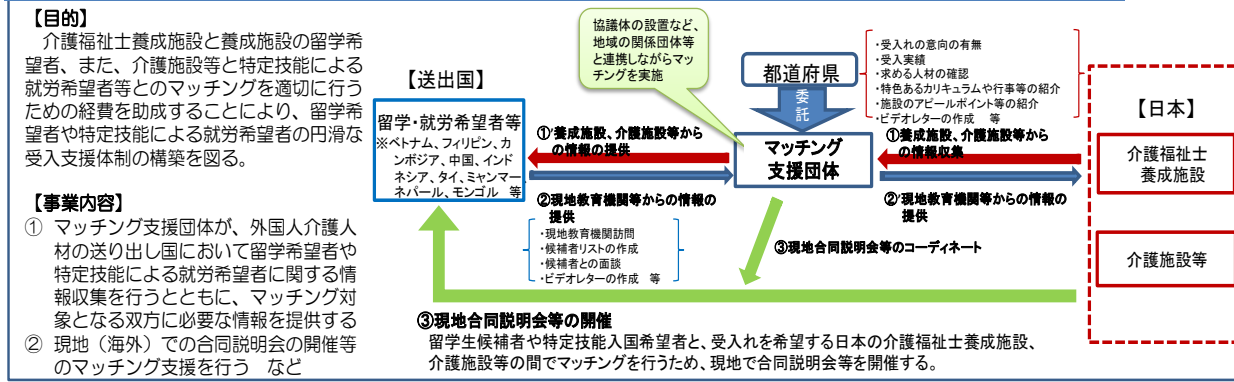 【目的】
介護福祉士養成施設と養成施設の留学希
望者、また、介護施設等と特定技能による
就労希望者等とのマッチングを適切に行う
ための経費を助成することにより、留学希
望者や特定技能による就労希望者の円滑な
受入支援体制の構築を図る。
【事業内容】
① マッチング支援団体が、外国人介護人
材の送り出し国において留学希望者や
特定技能による就労希望者に関する情
報収集を行うとともに、マッチング対
象となる双方に必要な情報を提供する
② 現地（海外）での合同説明会の開催等
のマッチング支援を行う など
【送出国】
留学・就労希望者等
※ベトナム、フィリピン、カ
ンボジア、中国、インド
ネシア、タイ、ミャンマー、
ネパール、モンゴル 等
協議体の設置など、
地域の関係団体等
と連携しながらマッ
チングを実施
都道府県
委
託
マッチング
支援団体
・受入れの意向の有無
・受入実績
・求める人材の確認
・特色あるカリキュラムや行事等の紹介
・施設のアピールポイント等の紹介
・ビデオレターの作成 等
①’養成施設、介護施設等から
の情報の提供
①養成施設、介護施設等から
の情報収集
②現地教育機関等からの情報の
提供
・現地教育機関訪問
・候補者リストの作成
・候補者との面談
・ビデオレターの作成 等
②’現地教育機関等からの情報の
提供
③現地合同説明会等のコーディネート
【日本】
介護福祉士
養成施設
介護施設等
③現地合同説明会等の開催
留学生候補者や特定技能入国希望者と、受入れを希望する日本の介護福祉士養成施設、
介護施設等の間でマッチングを行うため、現地で合同説明会等を開催する。